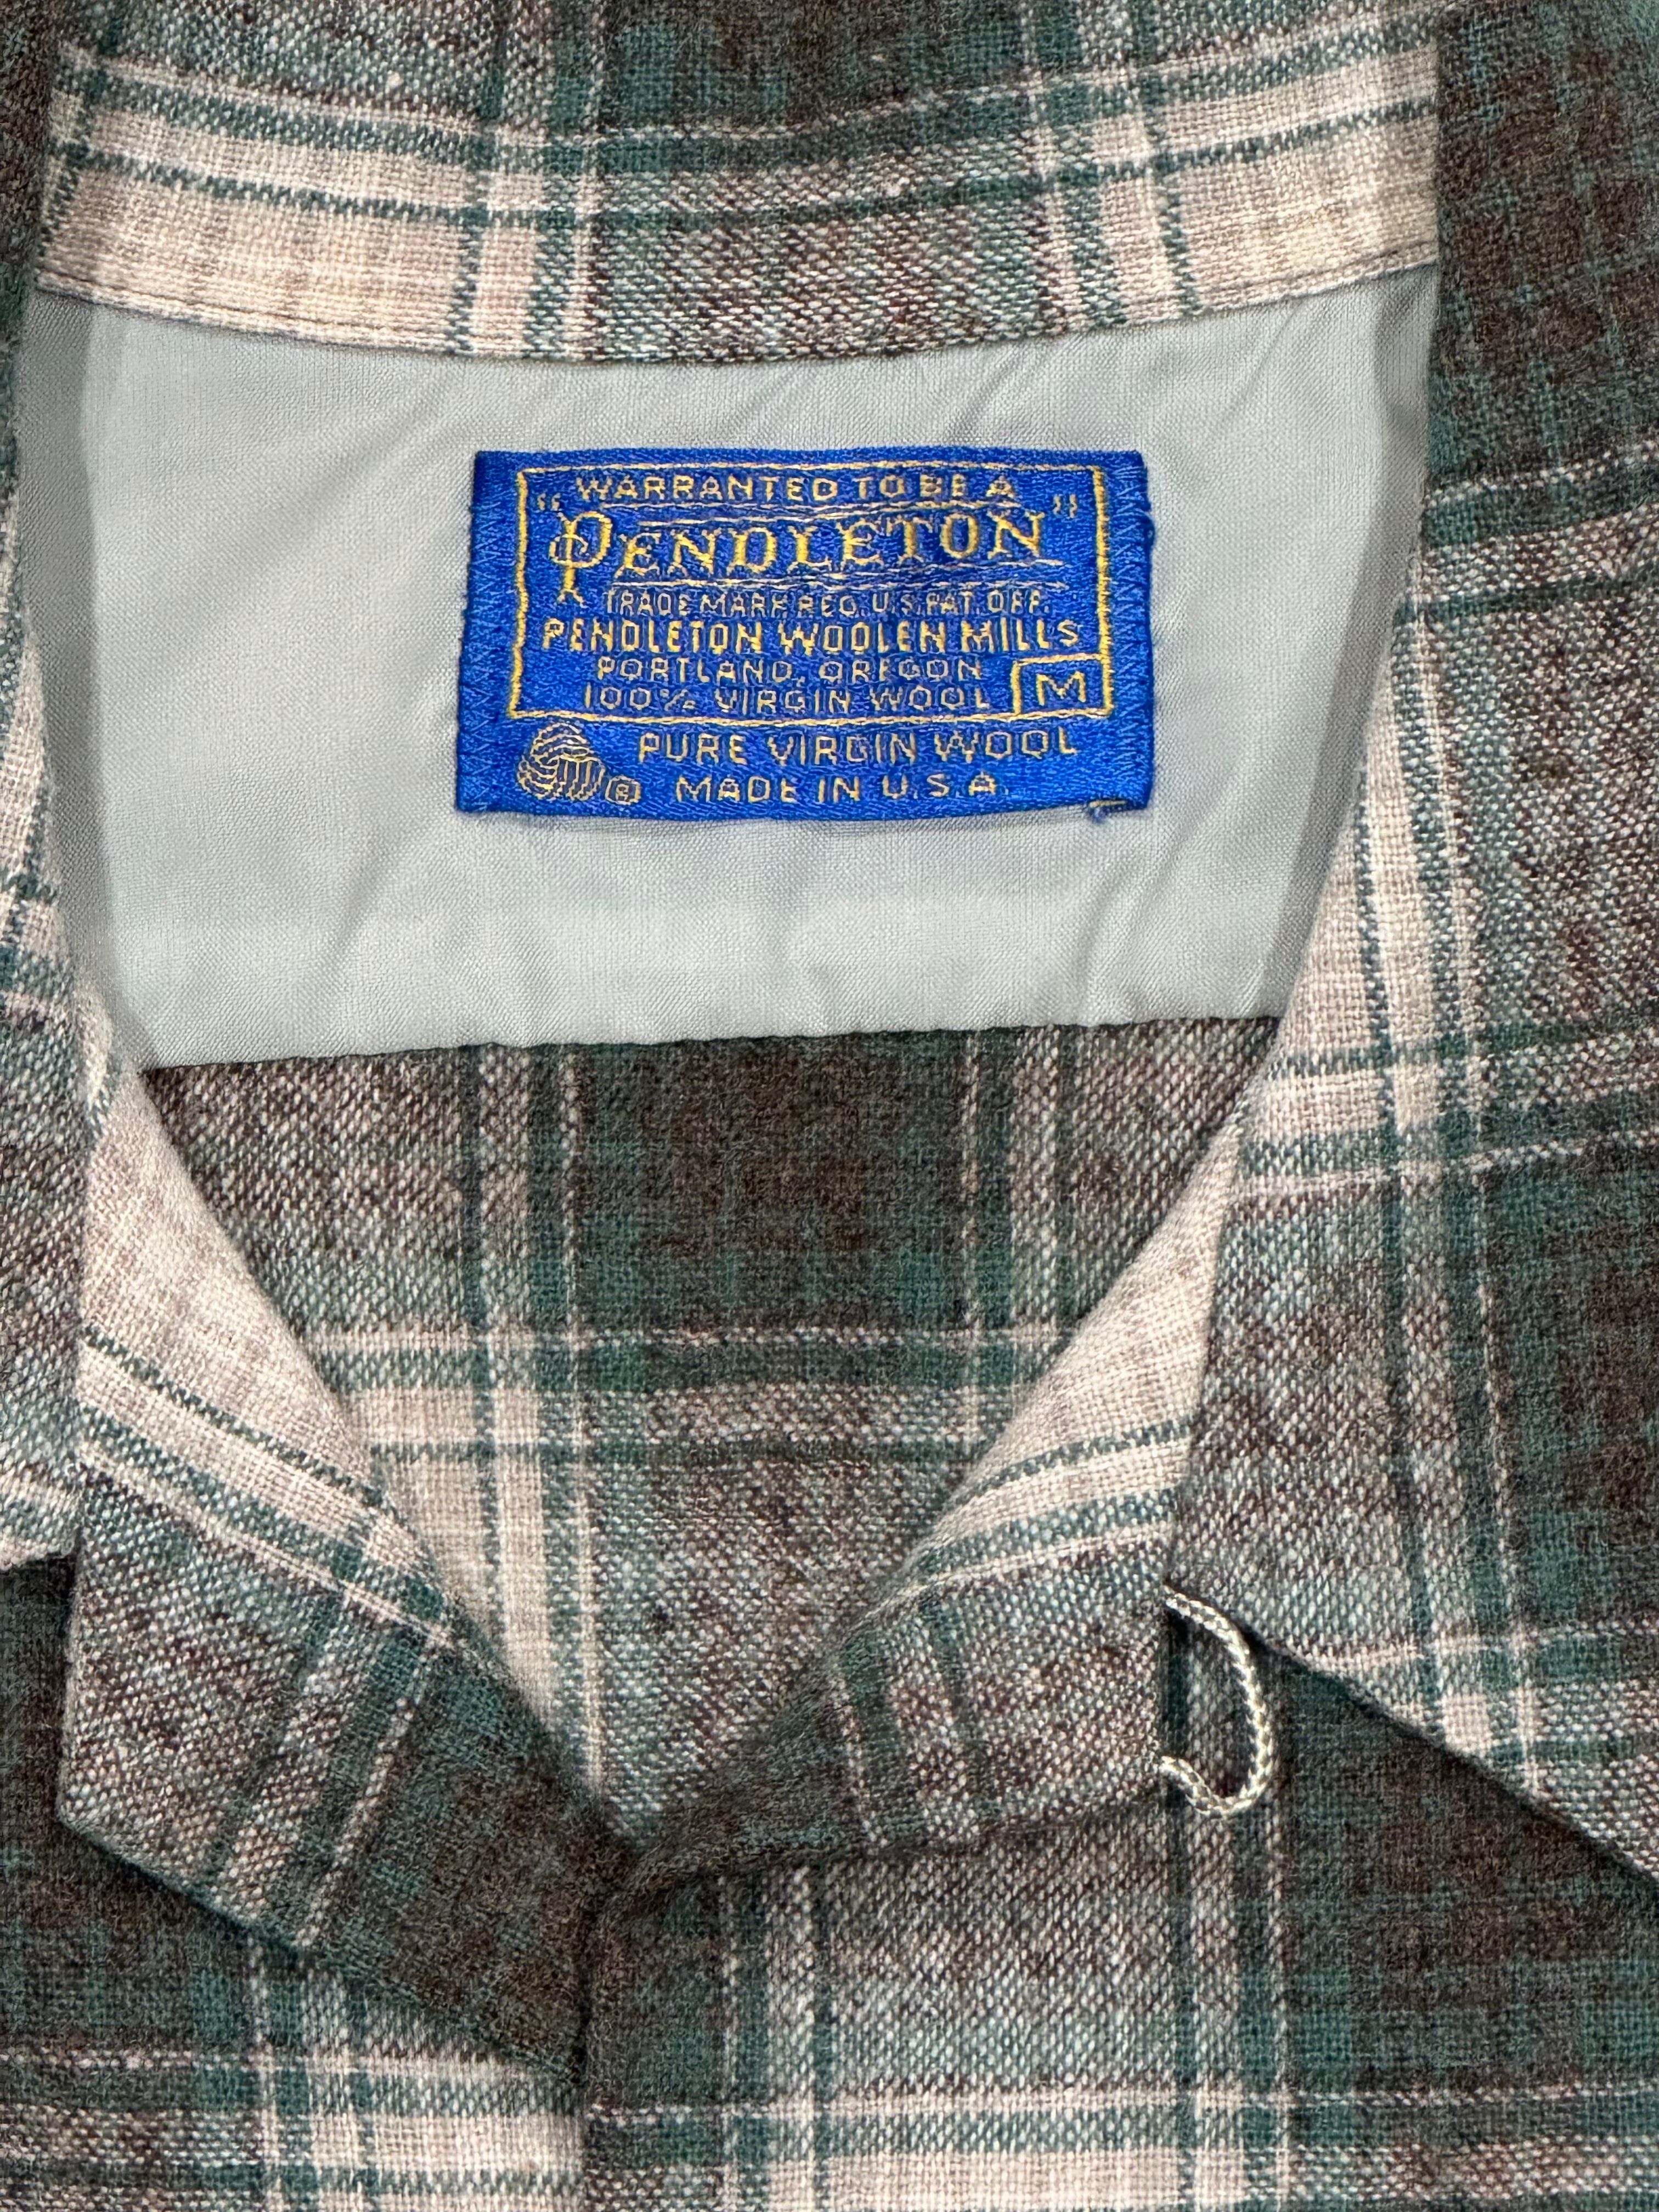 WARRANTED TO BE A
"PENDLETON"
TRADE MARK REG. U.S. PAT. OFF.
PENDLETON WOOLEN MILLS
PORTLAND, OREGON
100% VIRGIN WOOL M
PURE VIRGIN WOOL
® MADE IN U.S.A.